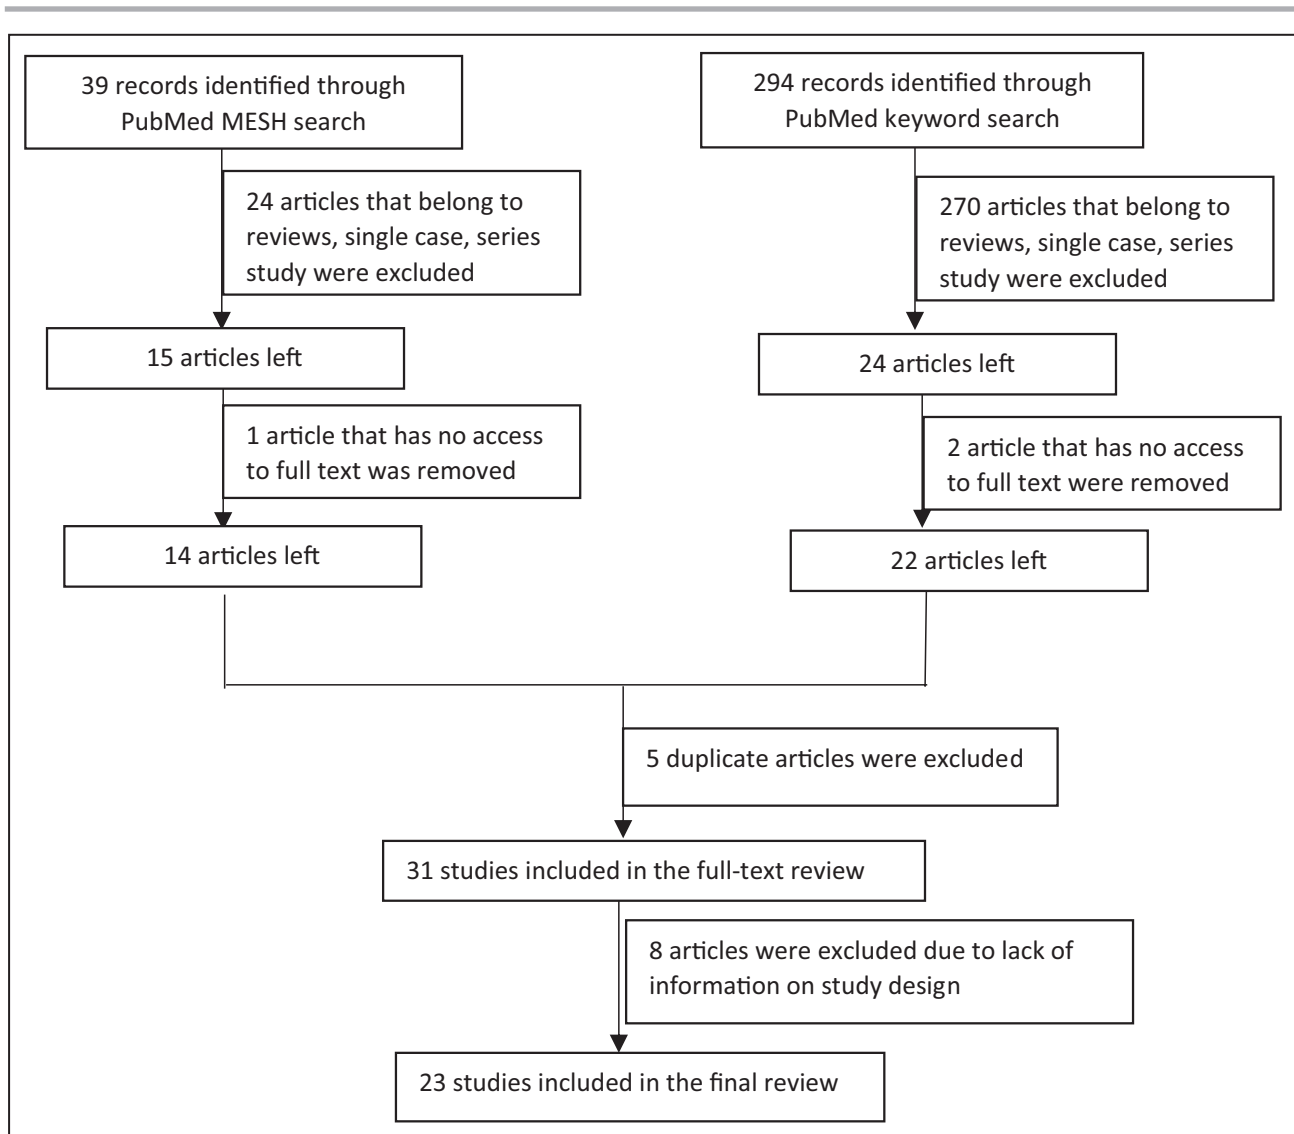 39 records identified through
PubMed MESH search
294 records identified through
PubMed keyword search
24 articles that belong to
reviews, single case, series
study were excluded
270 articles that belong to
reviews, single case, series
study were excluded
15 articles left
24 articles left
1 article that has no access
to full text was removed
2 article that has no access
to full text were removed
14 articles left
22 articles left
5 duplicate articles were excluded
31 studies included in the full-text review
8 articles were excluded due to lack of
information on study design
23 studies included in the final review